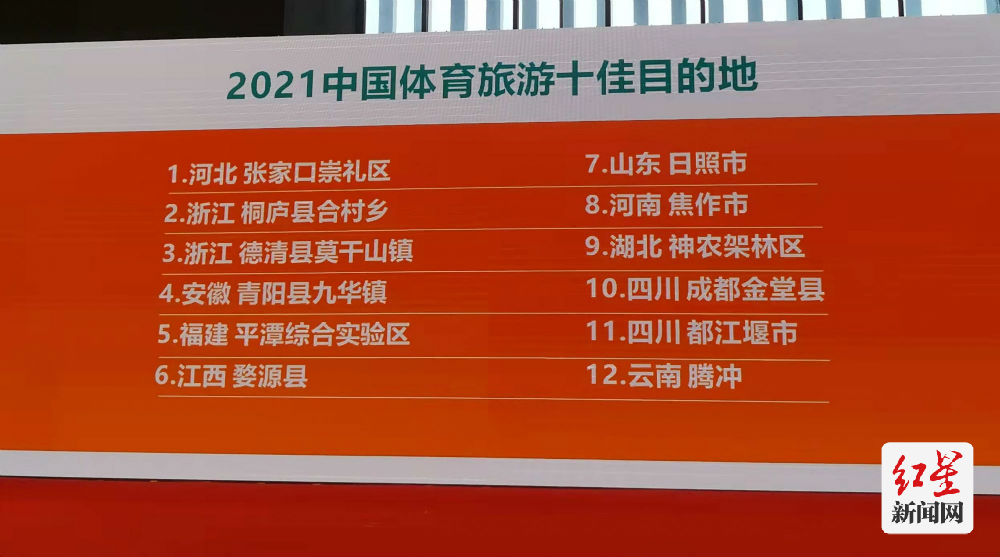 2021中国体育旅游十佳目的地
1.河北 张家口崇礼区
2.浙江 桐庐县合村乡
3.浙江 德清县莫干山镇
4.安徽 青阳县九华镇
5.福建 平潭综合实验区
6.江西 婺源县
7.山东 日照市
8.河南 焦作市
9.湖北 神农架林区
10.四川 成都金堂县
11.四川 都江堰市
12.云南 腾冲
红星
新闻网